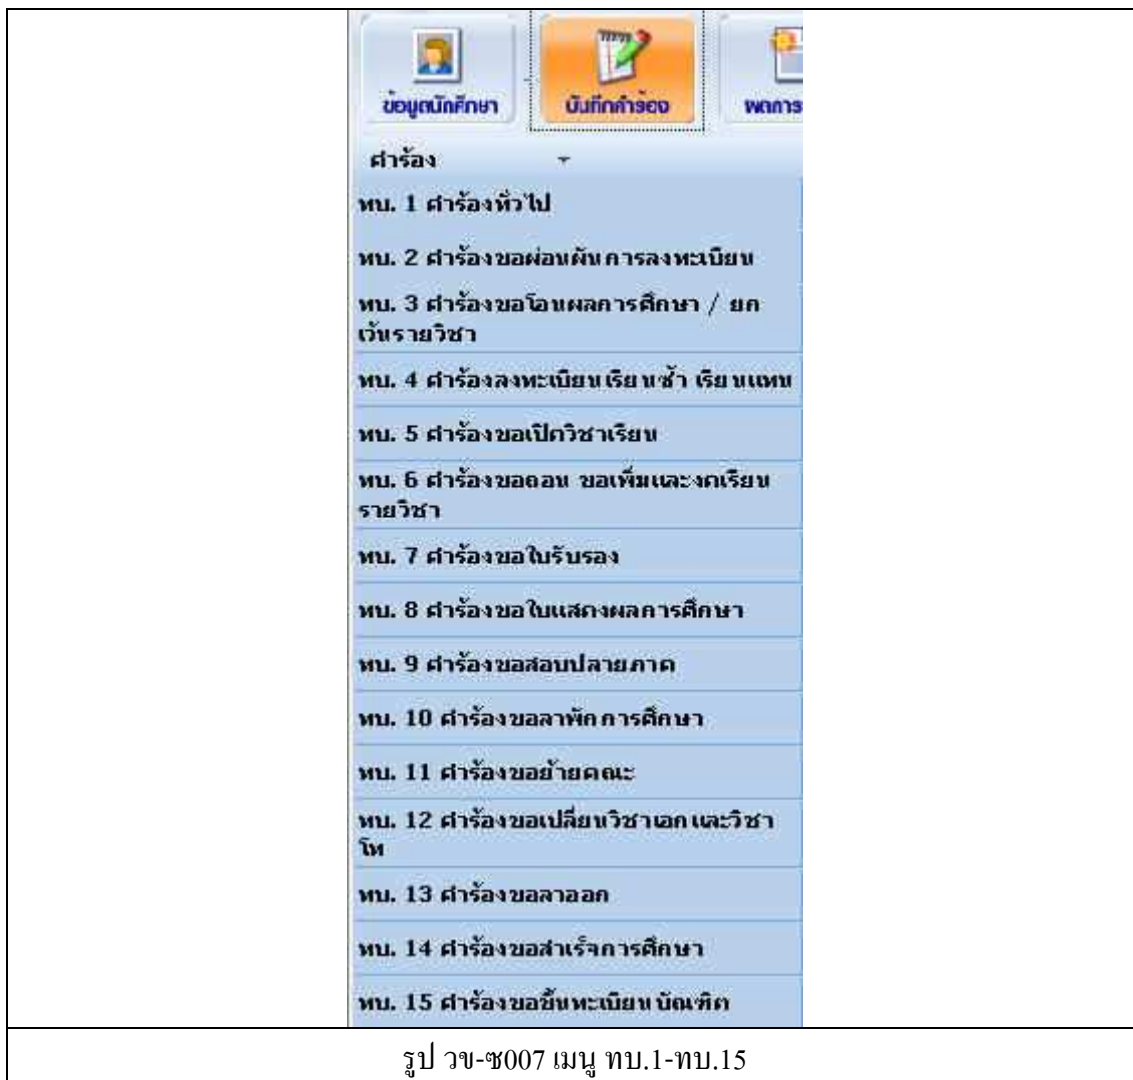 ข้อมูลนักศึกษา บันทึกคำร้อง ผลการ
คำร้อง
ทบ. 1 คำร้องทั่วไป
ทบ. 2 คำร้องขอผ่อนผันการลงทะเบียน
ทบ. 3 คำร้องขอโอนผลการศึกษา / ยก
เว้นรายวิชา
ทบ. 4 คำร้องลงทะเบียนเรียนซ้ำ เรียนแทน
ทบ. 5 คำร้องขอเปิดวิชาเรียน
ทบ. 6 คำร้องขอถอน ขอเพิ่มและงดเรียน
รายวิชา
ทบ. 7 คำร้องขอใบรับรอง
ทบ. 8 คำร้องขอใบแสดงผลการศึกษา
ทบ. 9 คำร้องขอสอบปลายภาค
ทบ. 10 คำร้องขอลาพักการศึกษา
ทบ. 11 คำร้องขอย้ายคณะ
ทบ. 12 คำร้องขอเปลี่ยนวิชาเอกและวิชา
โท
ทบ. 13 คำร้องขอลาออก
ทบ. 14 คำร้องขอสำเร็จการศึกษา
ทบ. 15 คำร้องขอขึ้นทะเบียนบัณฑิต
รูป วข-ซ007 เมนู ทบ.1-ทบ.15